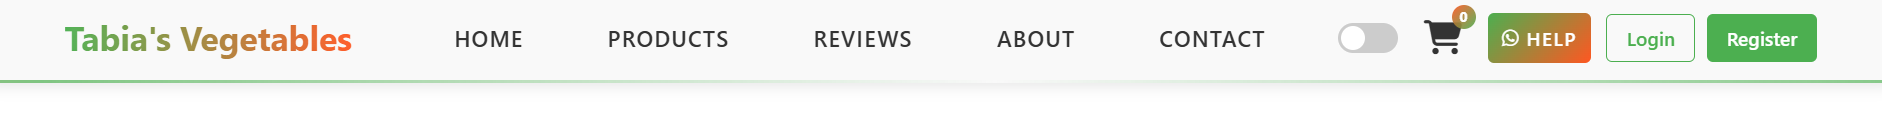 Tabia's Vegetables HOME PRODUCTS REVIEWS ABOUT CONTACT 0 HELP Login Register